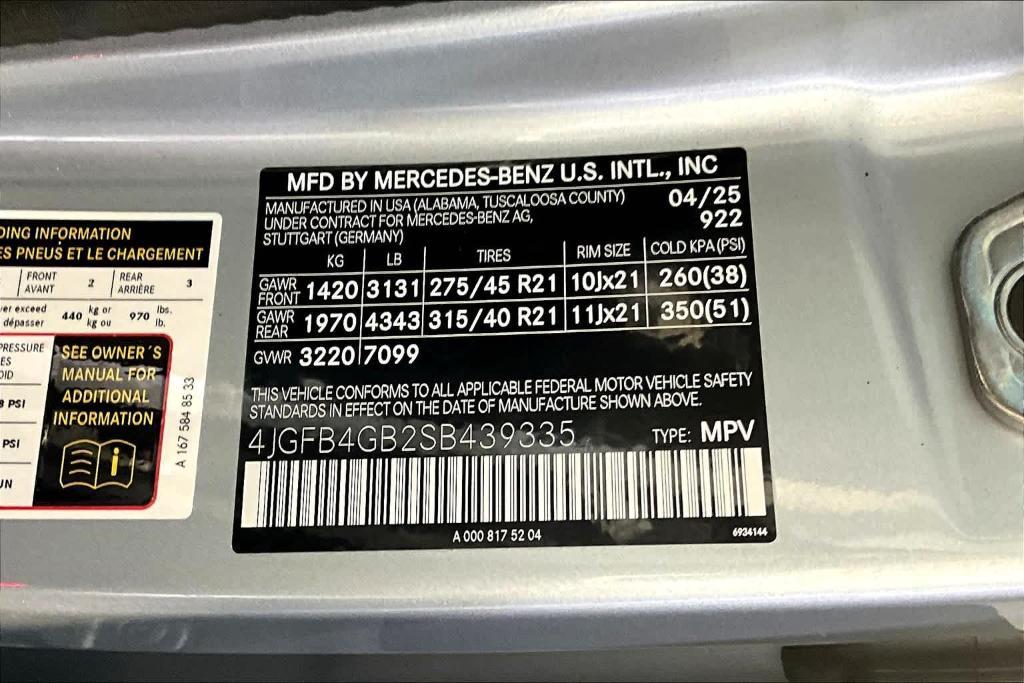 MFD BY MERCEDES-BENZ U.S. INTL., INC
MANUFACTURED IN USA (ALABAMA, TUSCALOOSA COUNTY) 04/25
UNDER CONTRACT FOR MERCEDES-BENZ AG, 922
STUTTGART (GERMANY)
KG LB TIRES RIM SIZE COLD KPA(PSI)
GAWR FRONT 1420 3131 275/45 R21 10Jx21 260(38)
GAWR REAR 1970 4343 315/40 R21 11Jx21 350(51)
GVWR 3220 7099
THIS VEHICLE CONFORMS TO ALL APPLICABLE FEDERAL MOTOR VEHICLE SAFETY
STANDARDS IN EFFECT ON THE DATE OF MANUFACTURE SHOWN ABOVE.
4JGFB4GB2SB439335 TYPE: MPV
A 000 817 52 04 6934144
DING INFORMATION
ES PNEUS ET LE CHARGEMENT
FRONT 2 REAR 3
AVANT ARRIÈRE
er exceed 440 kg or 970 lbs.
dépasser kg ou lb.
PRESSURE
ES
OID
8 PSI
PSI
UN
SEE OWNER´S
MANUAL FOR
ADDITIONAL
INFORMATION
i
A 167 584 85 33